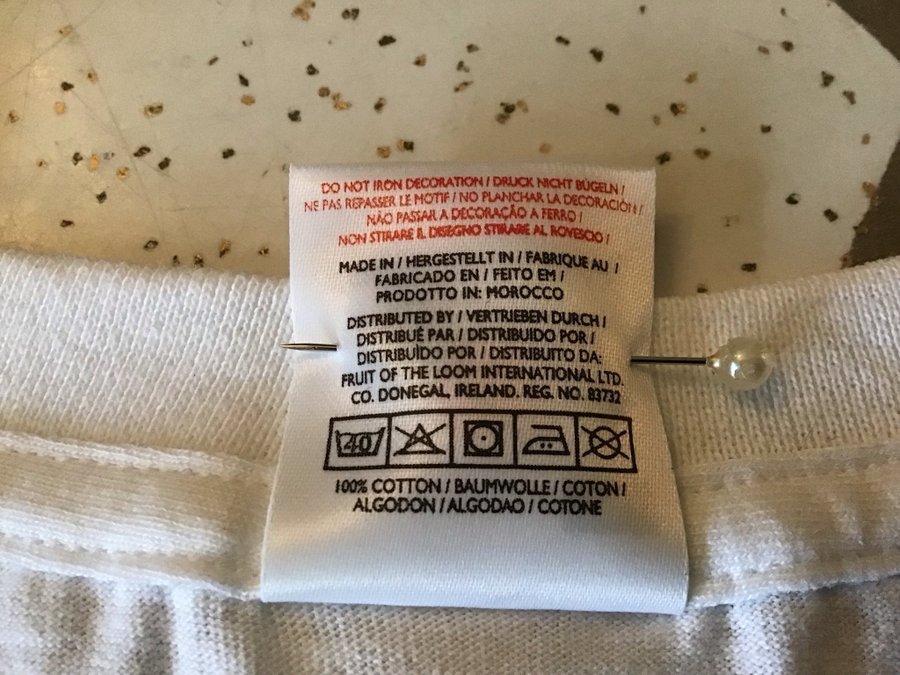 DO NOT IRON DECORATION / DRUCK NICHT BÜGELN /
NE PAS REPASSER LE MOTIF / NO PLANCHAR LA DECORACIÓN /
NÃO PASSAR A DECORAÇÃO A FERRO /
NON STIRARE IL DISEGNO STIRARE AL ROVESCIO /
MADE IN / HERGESTELLT IN / FABRIQUE AU /
FABRICADO EN / FEITO EM /
PRODOTTO IN: MOROCCO
DISTRIBUTED BY / VERTRIEBEN DURCH /
DISTRIBUÉ PAR / DISTRIBUIDO POR /
DISTRIBUÌDO POR / DISTRIBUITO DA:
FRUIT OF THE LOOM INTERNATIONAL LTD.
CO. DONEGAL, IRELAND. REG. NO. 83732
40
100% COTTON / BAUMWOLLE / COTON /
ALGODON / ALGODAO / COTONE